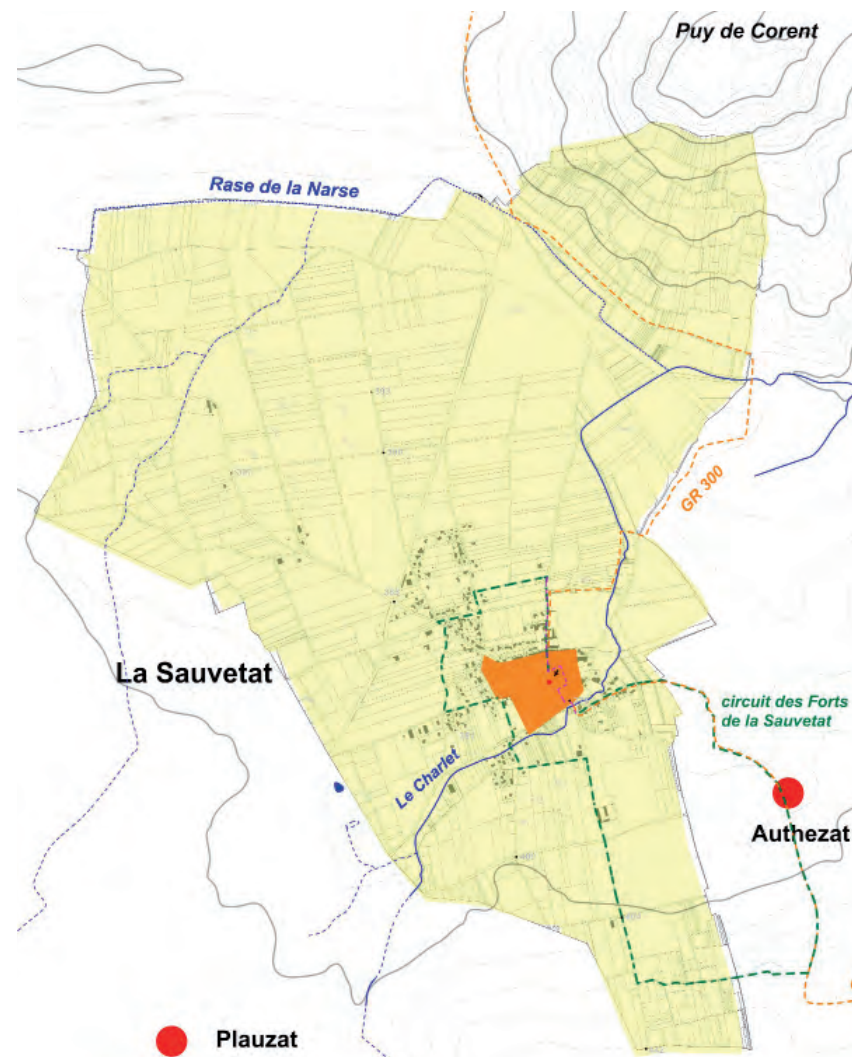 Puy de Corent
Rase de la Narse
GR 300
La Sauvetat
circuit des Forts
de la Sauvetat
Le Charlet
Authezat
Plauzat